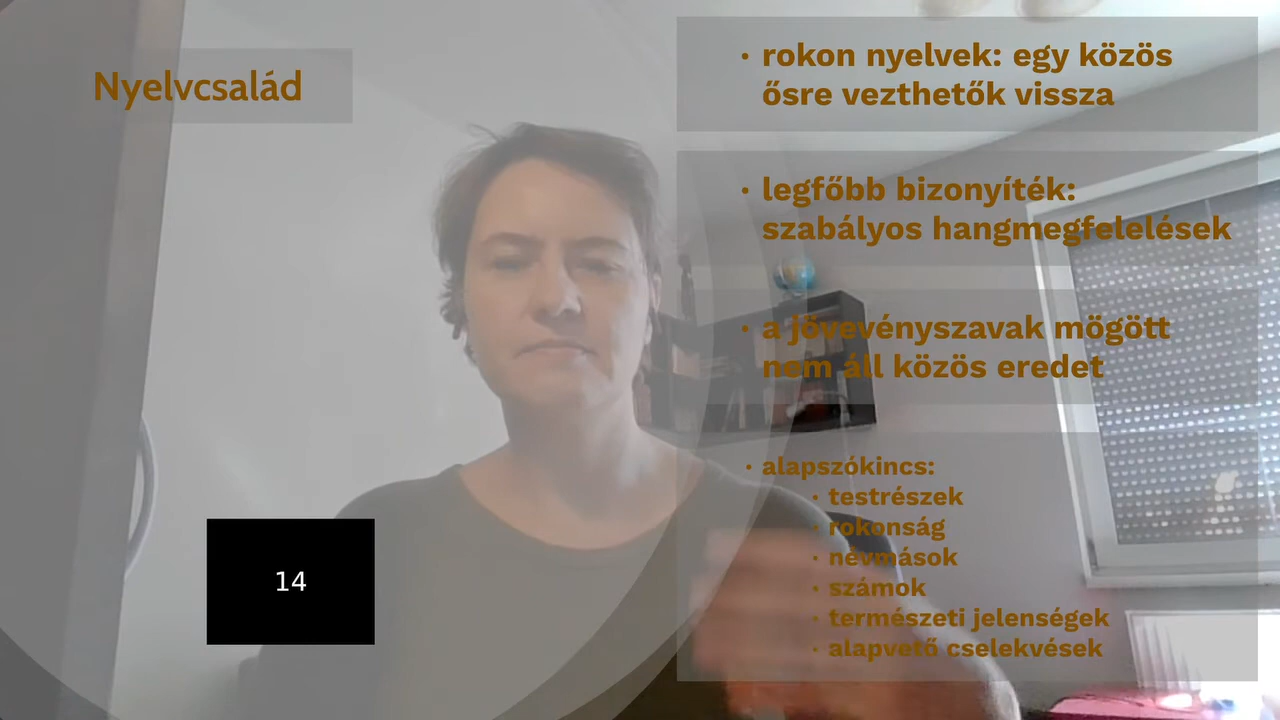 Nyelvcsalád
• rokon nyelvek: egy közös
ősre vezthetők vissza
• legfőbb bizonyíték:
szabályos hangmegfelelések
• a jövevényszavak mögött
nem áll közös eredet
• alapszókincs:
• testrészek
• rokonság
• névmások
• számok
• természeti jelenségek
• alapvető cselekvések
14